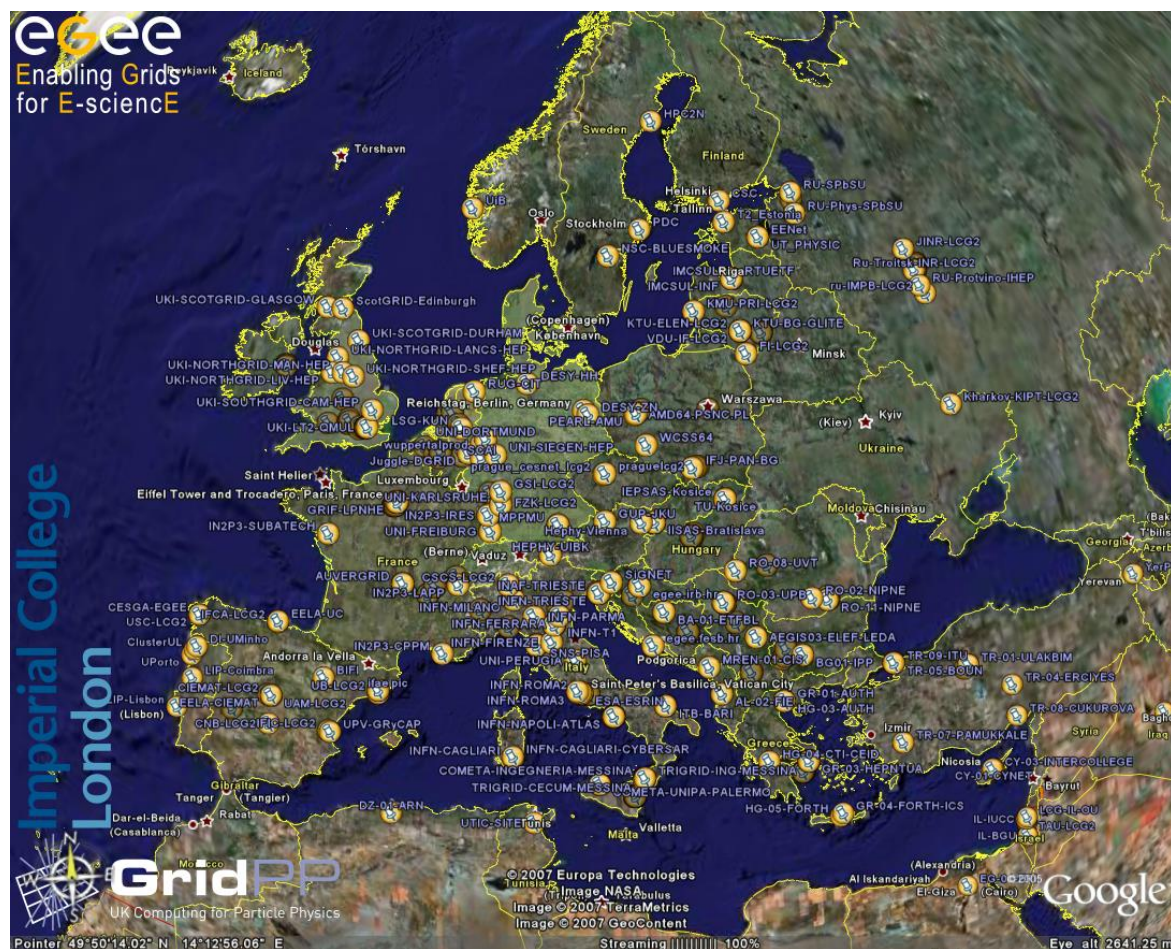 egee
Enabling Grids
for E-sciencE
Reykjavik
Iceland
Tórshavn
HPC2N
Sweden
Finland
Helsinki
CSC
RU-SPbSU
UiB
Oslo
Tallinn
T2_Estonia
RU-Phys-SPbSU
Stockholm
PDC
EENet
UT_PHYSIC
NSC-BLUESMOKE
JINR-LCG2
IMCSUL
Riga
RTUETF
Ru-Troitsk-INR-LCG2
IMCSUL-INF
RU-Protvino-IHEP
ru-IMPB-LCG2
UKI-SCOTGRID-GLASGOW
ScotGRID-Edinburgh
KMU-PRI-LCG2
(Copenhagen)
København
KTU-ELEN-LCG2
KTU-BG-GLITE
UKI-SCOTGRID-DURHAM
VDU-IF-LCG2
Douglas
UKI-NORTHGRID-LANCS-HEP
FI-LCG2
Minsk
UKI-NORTHGRID-MAN-HEP
UKI-NORTHGRID-SHEF-HEP
UKI-NORTHGRID-LIV-HEP
RUG-CIT
DESY-HH
UKI-SOUTHGRID-CAM-HEP
Reichstag, Berlin, Germany
DESY-ZN
Warszawa
Kharkov-KIPT-LCG2
PEARL-AMU
AMD64-PSNC-PL
UKI-LT2-QMUL
LSG-KUN
UNI-DORTMUND
Kyiv
(Kiev)
wuppertalprod
UNI-SIEGEN-HEP
WCSS64
Ukraine
SCAI
Juggle-DGRID
prague_cesnet_lcg2
praguelcg2
IFJ-PAN-BG
Saint Helier
Luxembourg
GSI-LCG2
Eiffel Tower and Trocadero, Paris, France
UNI-KARLSRUHE
IEPSAS-Kosice
TU-Kosice
GRIF-LPNHE
FZK-LCG2
IN2P3-IRES
MPPMU
GUP-JKU
Moldova
Chisinau
IN2P3-SUBATECH
UNI-FREIBURG
Hephy-Vienna
IISAS-Bratislava
(Berne)
Vaduz
HEPHY-UIBK
Hungary
France
Georgia
T'bilisi
RO-08-UVT
AUVERGRID
CSCS-LCG2
INAF-TRIESTE
SIGNET
Yerevan
IN2P3-LAPP
INFN-TRIESTE
egee.irb.hr
RO-03-UPB
RO-02-NIPNE
CESGA-EGEE
IFCA-LCG2
EELA-UC
INFN-MILANO
INFN-PARMA
RO-11-NIPNE
USC-LCG2
INFN-FERRARA
BA-01-ETFBL
ClusterUL
DI-UMinho
IN2P3-CPPM
INFN-FIRENZE
INFN-T1
egee.fesb.hr
AEGIS03-ELEF-LEDA
UPorto
Andorra la Vella
SNS-PISA
UNI-PERUGIA
Italy
Podgorica
MREN-01-CIS
BG01-IPP
TR-09-ITU
TR-01-ULAKBIM
LIP-Coimbra
BIFI
TR-05-BOUN
CIEMAT-LCG2
UB-LCG2
ifaepic
INFN-ROMA2
Saint Peter's Basilica, Vatican City
TR-04-ERCIYES
LIP-Lisbon
EELA-CIEMAT
UAM-LCG2
INFN-ROMA3
ESA-ESRIN
AL-02-FIE
GR-01-AUTH
(Lisbon)
HG-03-AUTH
TR-08-CUKUROVA
CNB-LCG2
IFIC-LCG2
UPV-GRyCAP
INFN-NAPOLI-ATLAS
ITB-BARI
Izmir
TR-07-PAMUKKALE
Syria
Iraq
INFN-CAGLIARI
INFN-CAGLIARI-CYBERSAR
Greece
HG-04-CTI-CEID
Nicosia
CY-03-INTERCOLLEGE
COMETA-INGEGNERIA-MESSINA
TRIGRID-ING-MESSINA
GR-03-HEPNTUA
CY-01-CYNET
Bayrut
Gibraltar
TRIGRID-CECUM-MESSINA
COMETA-UNIPA-PALERMO
Tanger
(Tangier)
DZ-01-ARN
HG-05-FORTH
GR-04-FORTH-ICS
LCG-IL-OU
Dar-el-Beida
Rabat
UTIC-SITE
Tunis
IL-IUCC
TAU-LCG2
(Casablanca)
Malta
Valletta
IL-BGU
Israel
Morocco
(Alexandria)
Al Iskandariyah
El-Giza
(Cairo)
Imperial College
London
GridPP
UK Computing for Particle Physics
© 2007 Europa Technologies
Image NASA
Image © 2007 TerraMetrics
Image © 2007 GeoContent
©2005
Google
Pointer 49°50'14.02" N 14°12'56.06" E
Streaming |||||||||| 100%
Eye alt 2641.25 m